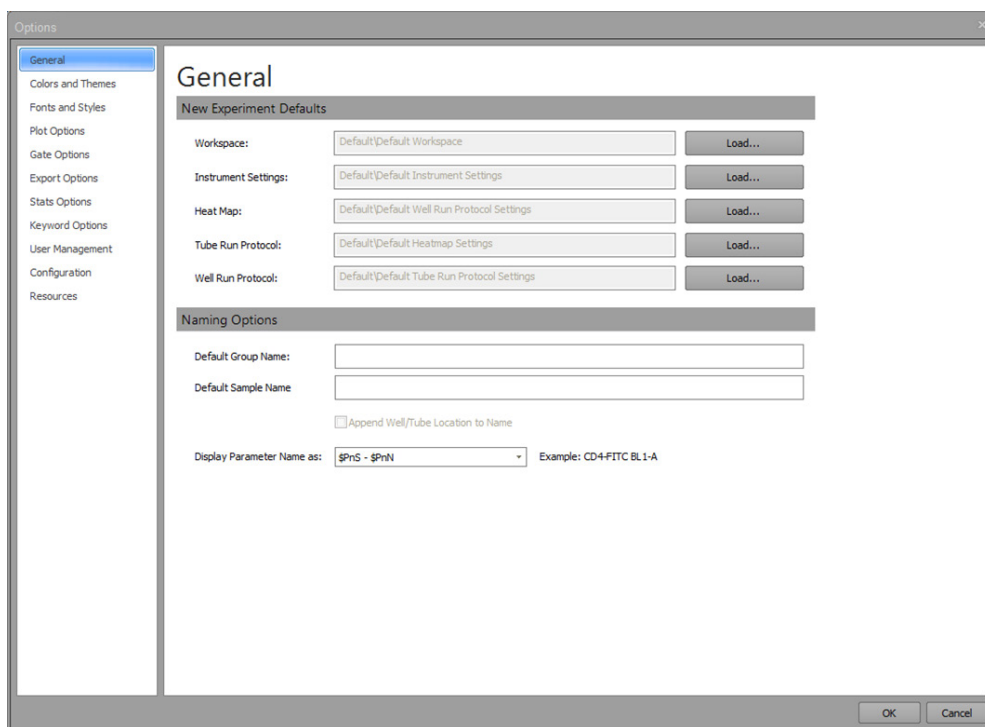 Options
General
Colors and Themes
Fonts and Styles
Plot Options
Gate Options
Export Options
Stats Options
Keyword Options
User Management
Configuration
Resources
General
New Experiment Defaults
Workspace: Default\Default Workspace Load...
Instrument Settings: Default\Default Instrument Settings Load...
Heat Map: Default\Default Well Run Protocol Settings Load...
Tube Run Protocol: Default\Default Heatmap Settings Load...
Well Run Protocol: Default\Default Tube Run Protocol Settings Load...
Naming Options
Default Group Name:
Default Sample Name
Append Well/Tube Location to Name
Display Parameter Name as: $PnS - $PnN Example: CD4-FITC BL1-A
OK Cancel